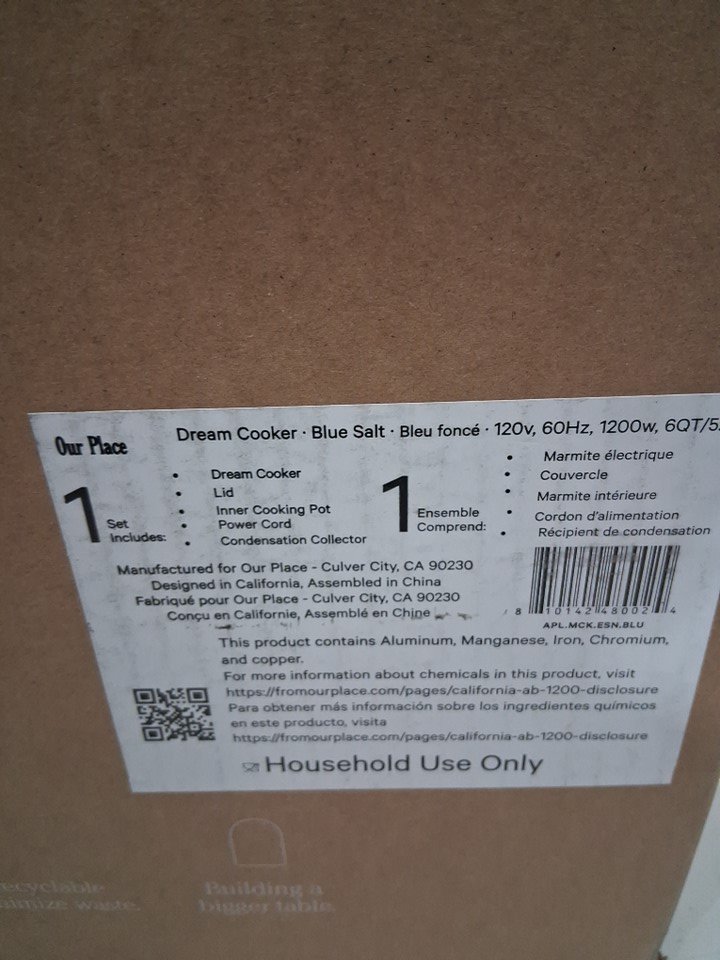 Our Place
Dream Cooker · Blue Salt · Bleu foncé · 120v, 60Hz, 1200w, 6QT/5
1 Set Includes:
• Dream Cooker
• Lid
• Inner Cooking Pot
• Power Cord
• Condensation Collector
1 Ensemble Comprend:
• Marmite électrique
• Couvercle
• Marmite intérieure
• Cordon d'alimentation
• Récipient de condensation
Manufactured for Our Place - Culver City, CA 90230
Designed in California, Assembled in China
Fabriqué pour Our Place - Culver City, CA 90230
Conçu en Californie, Assemblé en Chine
8 10142 48002 4
APL.MCK.ESN.BLU
This product contains Aluminum, Manganese, Iron, Chromium,
and copper.
For more information about chemicals in this product, visit
https://fromourplace.com/pages/california-ab-1200-disclosure
Para obtener más información sobre los ingredientes químicos
en este producto, visita
https://fromourplace.com/pages/california-ab-1200-disclosure
Household Use Only
Building a
bigger table.
waste.